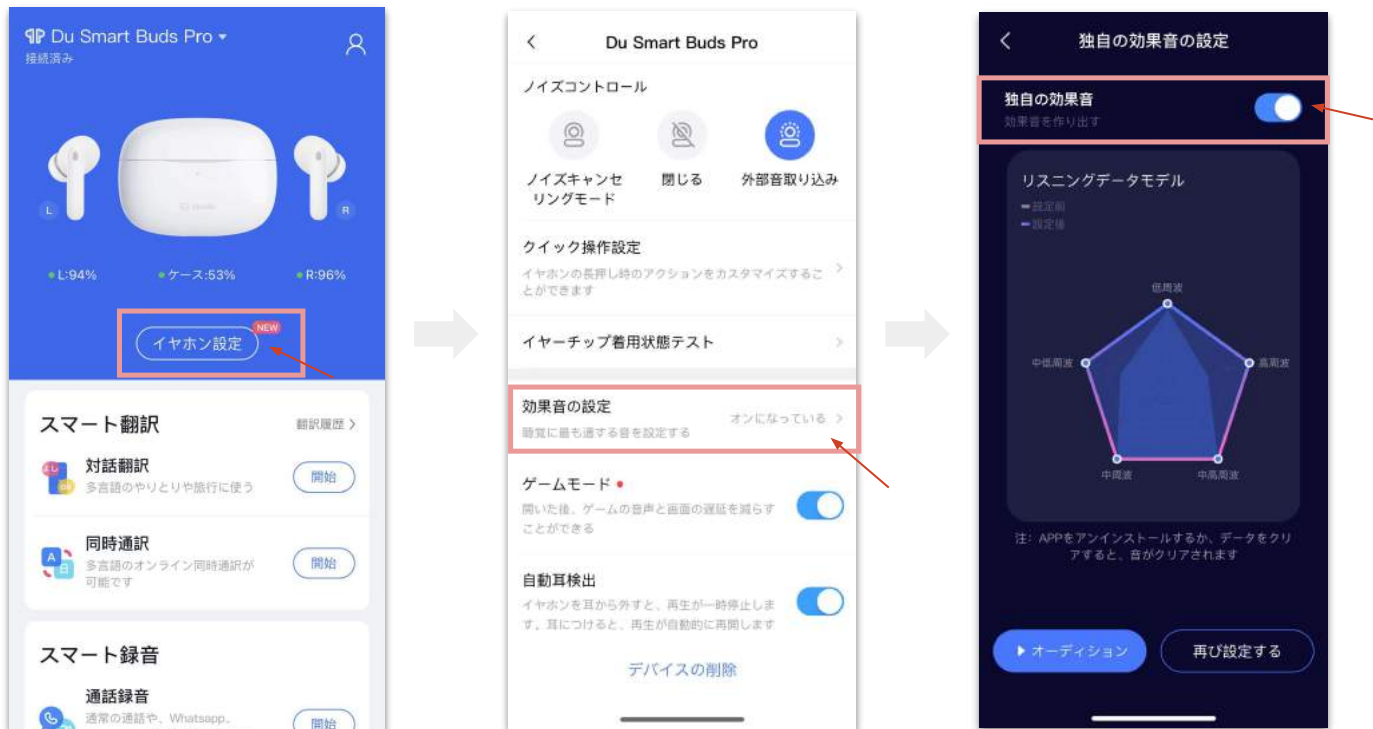 Du Smart Buds Pro
接続済み
L
R
L:94%
ケース:53%
R:96%
NEW
イヤホン設定
スマート翻訳
翻訳履歴
対話翻訳
多言語のやりとりや旅行に使う
開始
同時通訳
多言語のオンライン同時通訳が
可能です
開始
スマート録音
通話録音
通常の通話や、Whatsapp、
開始
Du Smart Buds Pro
ノイズコントロール
ノイズキャンセ
リングモード
閉じる
外部音取り込み
クイック操作設定
イヤホンの長押し時のアクションをカスタマイズするこ
とができます
イヤーチップ着用状態テスト
効果音の設定
聴覚に最も適する音を設定する
オンになっている
ゲームモード
開いた後、ゲームの音声と画面の遅延を減らす
ことができる
自動耳検出
イヤホンを耳から外すと、再生が一時停止しま
す。耳につけると、再生が自動的に再開します
デバイスの削除
独自の効果音の設定
独自の効果音
効果音を作り出す
リスニングデータモデル
設定前
設定後
低周波
中低周波
高周波
中周波
中高周波
注：APPをアンインストールするか、データをクリ
アすると、音がクリアされます
オーディション
再び設定する